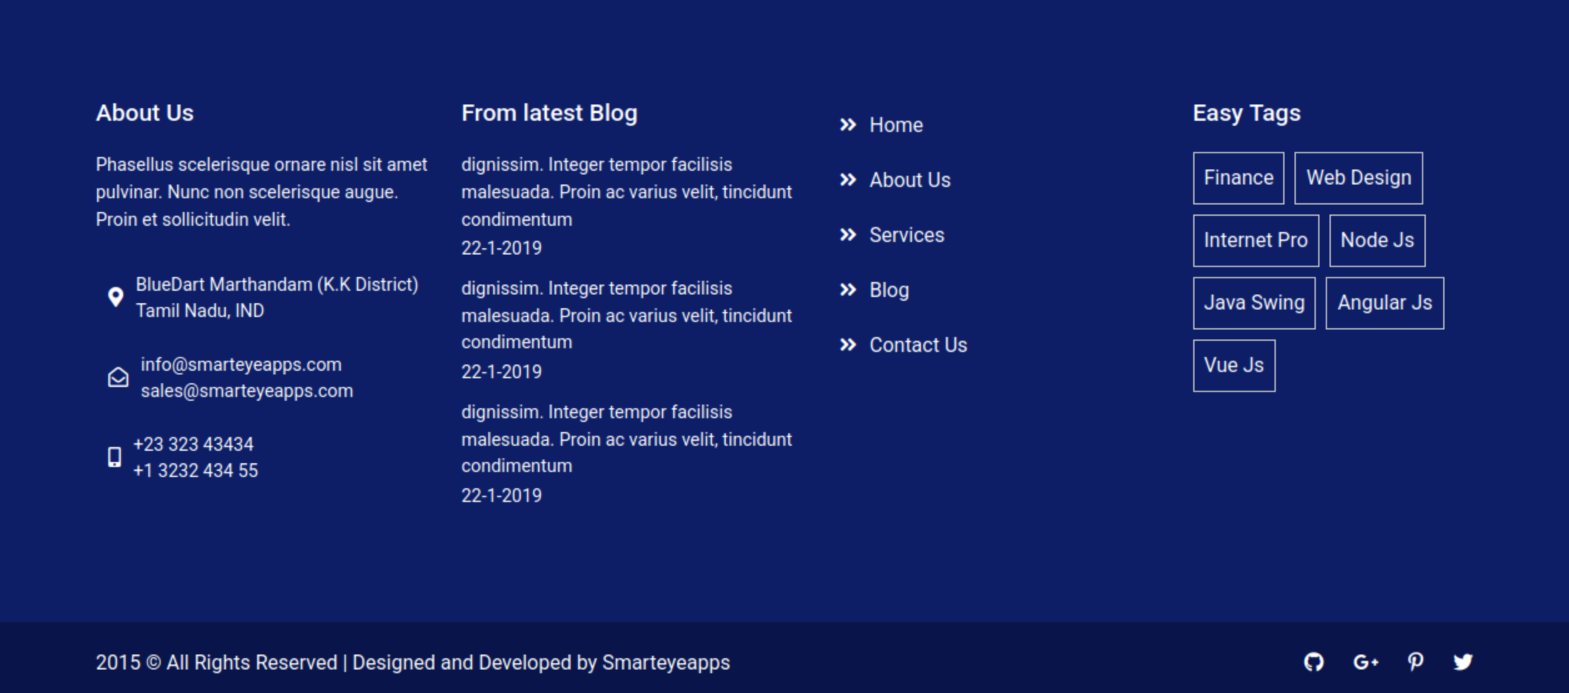 About Us
Phasellus scelerisque ornare nisl sit amet
pulvinar. Nunc non scelerisque augue.
Proin et sollicitudin velit.
BlueDart Marthandam (K.K District)
Tamil Nadu, IND
info@smarteyeapps.com
sales@smarteyeapps.com
+23 323 43434
+1 3232 434 55
From latest Blog
dignissim. Integer tempor facilisis
malesuada. Proin ac varius velit, tincidunt
condimentum
22-1-2019
dignissim. Integer tempor facilisis
malesuada. Proin ac varius velit, tincidunt
condimentum
22-1-2019
dignissim. Integer tempor facilisis
malesuada. Proin ac varius velit, tincidunt
condimentum
22-1-2019
Home
About Us
Services
Blog
Contact Us
Easy Tags
Finance Web Design
Internet Pro Node Js
Java Swing Angular Js
Vue Js
2015 © All Rights Reserved | Designed and Developed by Smarteyeapps